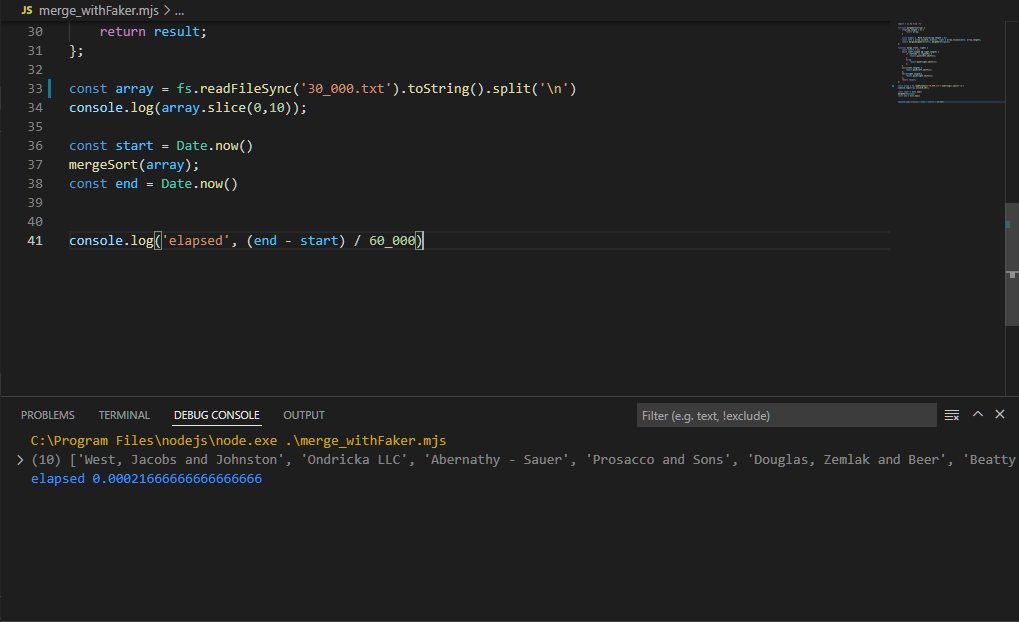 JS merge_withFaker.mjs > ...
30 return result;
31 };
32
33 const array = fs.readFileSync('30_000.txt').toString().split('\n')
34 console.log(array.slice(0,10));
35
36 const start = Date.now()
37 mergeSort(array);
38 const end = Date.now()
39
40
41 console.log('elapsed', (end - start) / 60_000)
PROBLEMS TERMINAL DEBUG CONSOLE OUTPUT Filter (e.g. text, !exclude)
C:\Program Files\nodejs\node.exe .\merge_withFaker.mjs
> (10) ['West, Jacobs and Johnston', 'Ondricka LLC', 'Abernathy - Sauer', 'Prosacco and Sons', 'Douglas, Zemlak and Beer', 'Beatty
elapsed 0.00021666666666666666